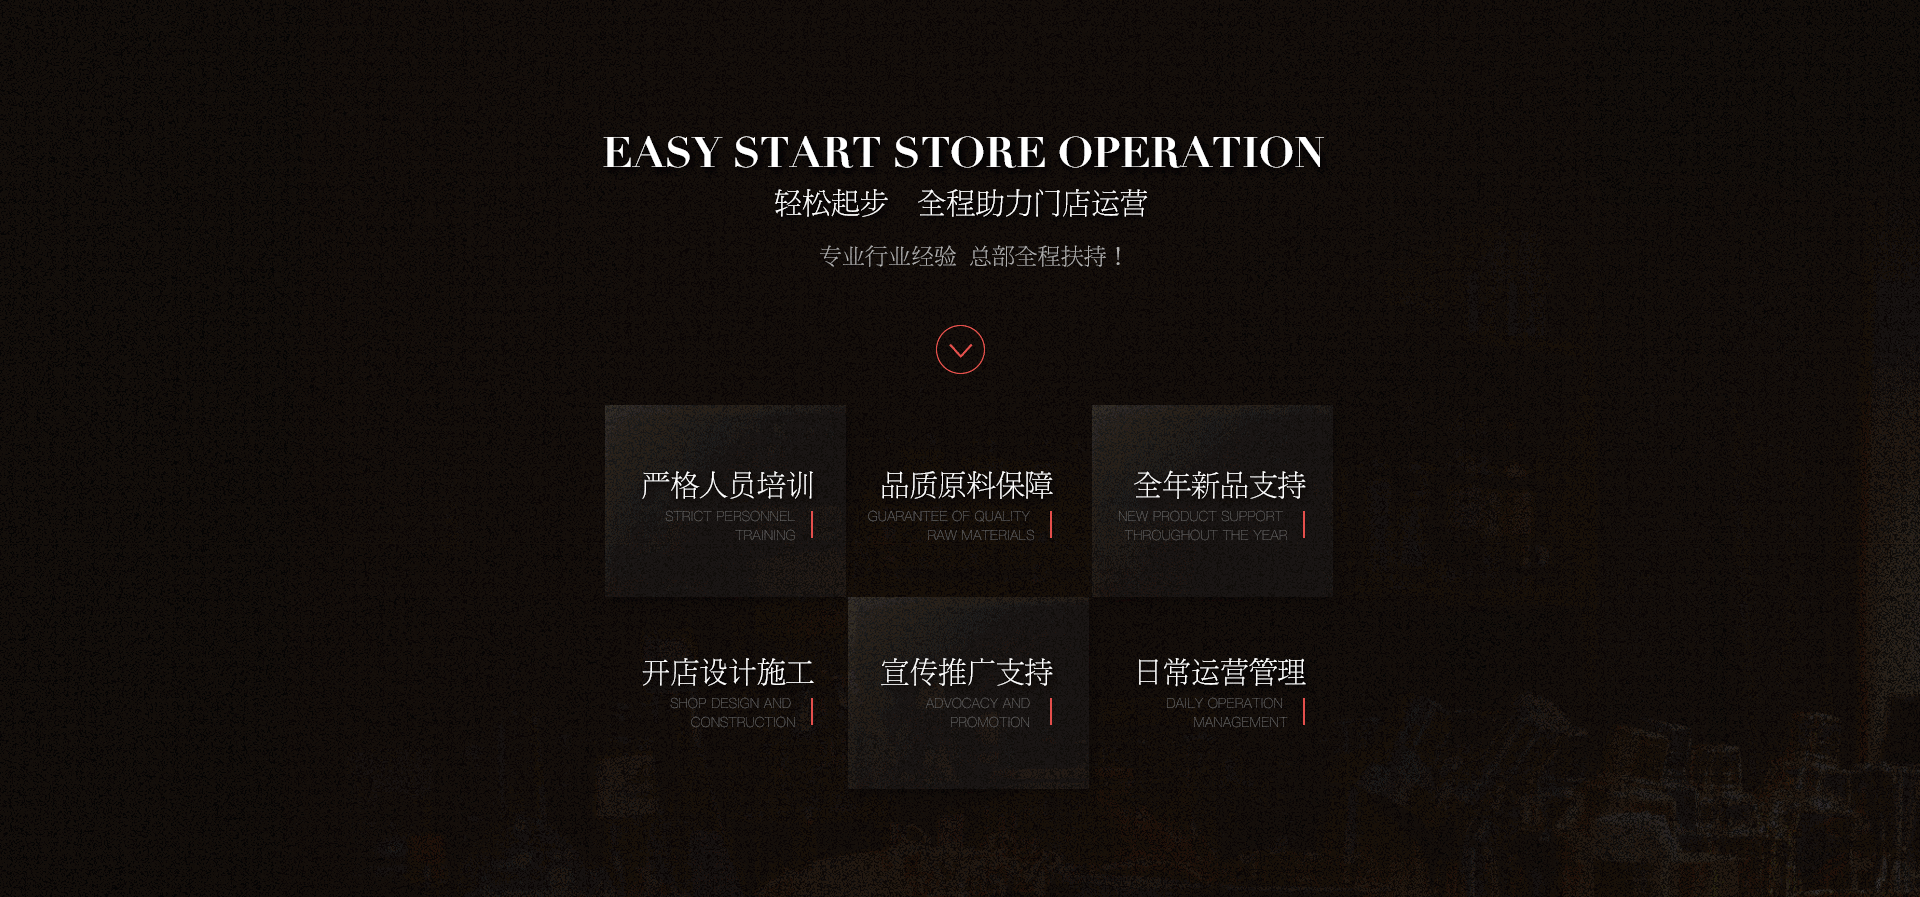 EASY START STORE OPERATION
轻松起步 全程助力门店运营
专业行业经验 总部全程扶持！
严格人员培训
STRICT PERSONNEL
TRAINING
品质原料保障
GUARANTEE OF QUALITY
RAW MATERIALS
全年新品支持
NEW PRODUCT SUPPORT
THROUGHOUT THE YEAR
开店设计施工
SHOP DESIGN AND
CONSTRUCTION
宣传推广支持
ADVOCACY AND
PROMOTION
日常运营管理
DAILY OPERATION
MANAGEMENT